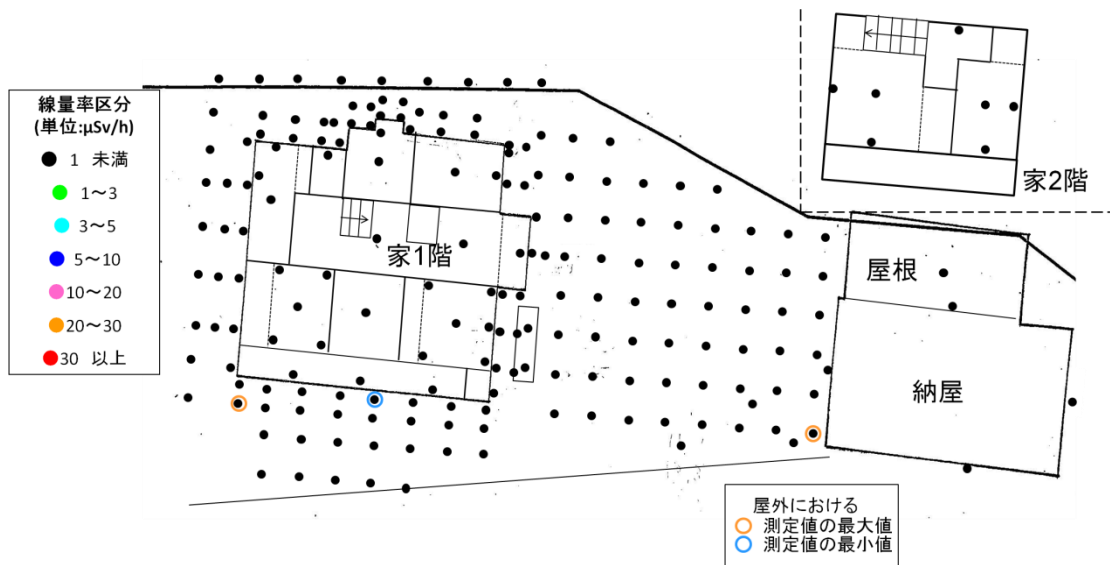 線量率区分
(単位:μSv/h)
1 未満
1～3
3～5
5～10
10～20
20～30
30 以上
家2階
家1階
屋根
納屋
屋外における
測定値の最大値
測定値の最小値